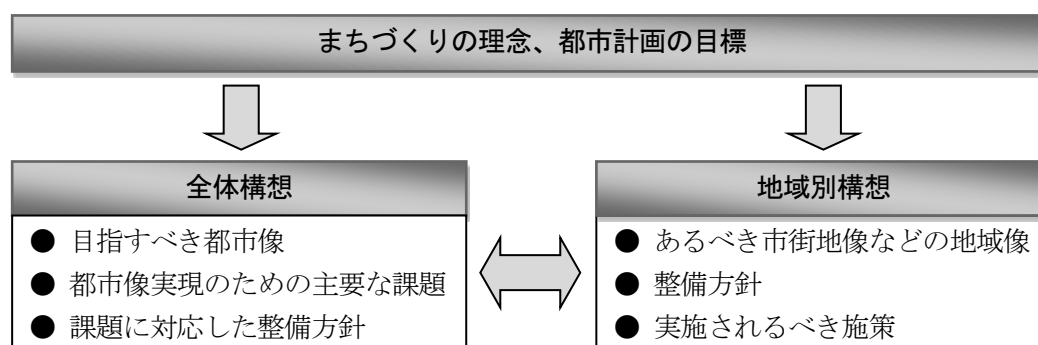 まちづくりの理念、都市計画の目標
全体構想
● 目指すべき都市像
● 都市像実現のための主要な課題
● 課題に対応した整備方針
地域別構想
● あるべき市街地像などの地域像
● 整備方針
● 実施されるべき施策